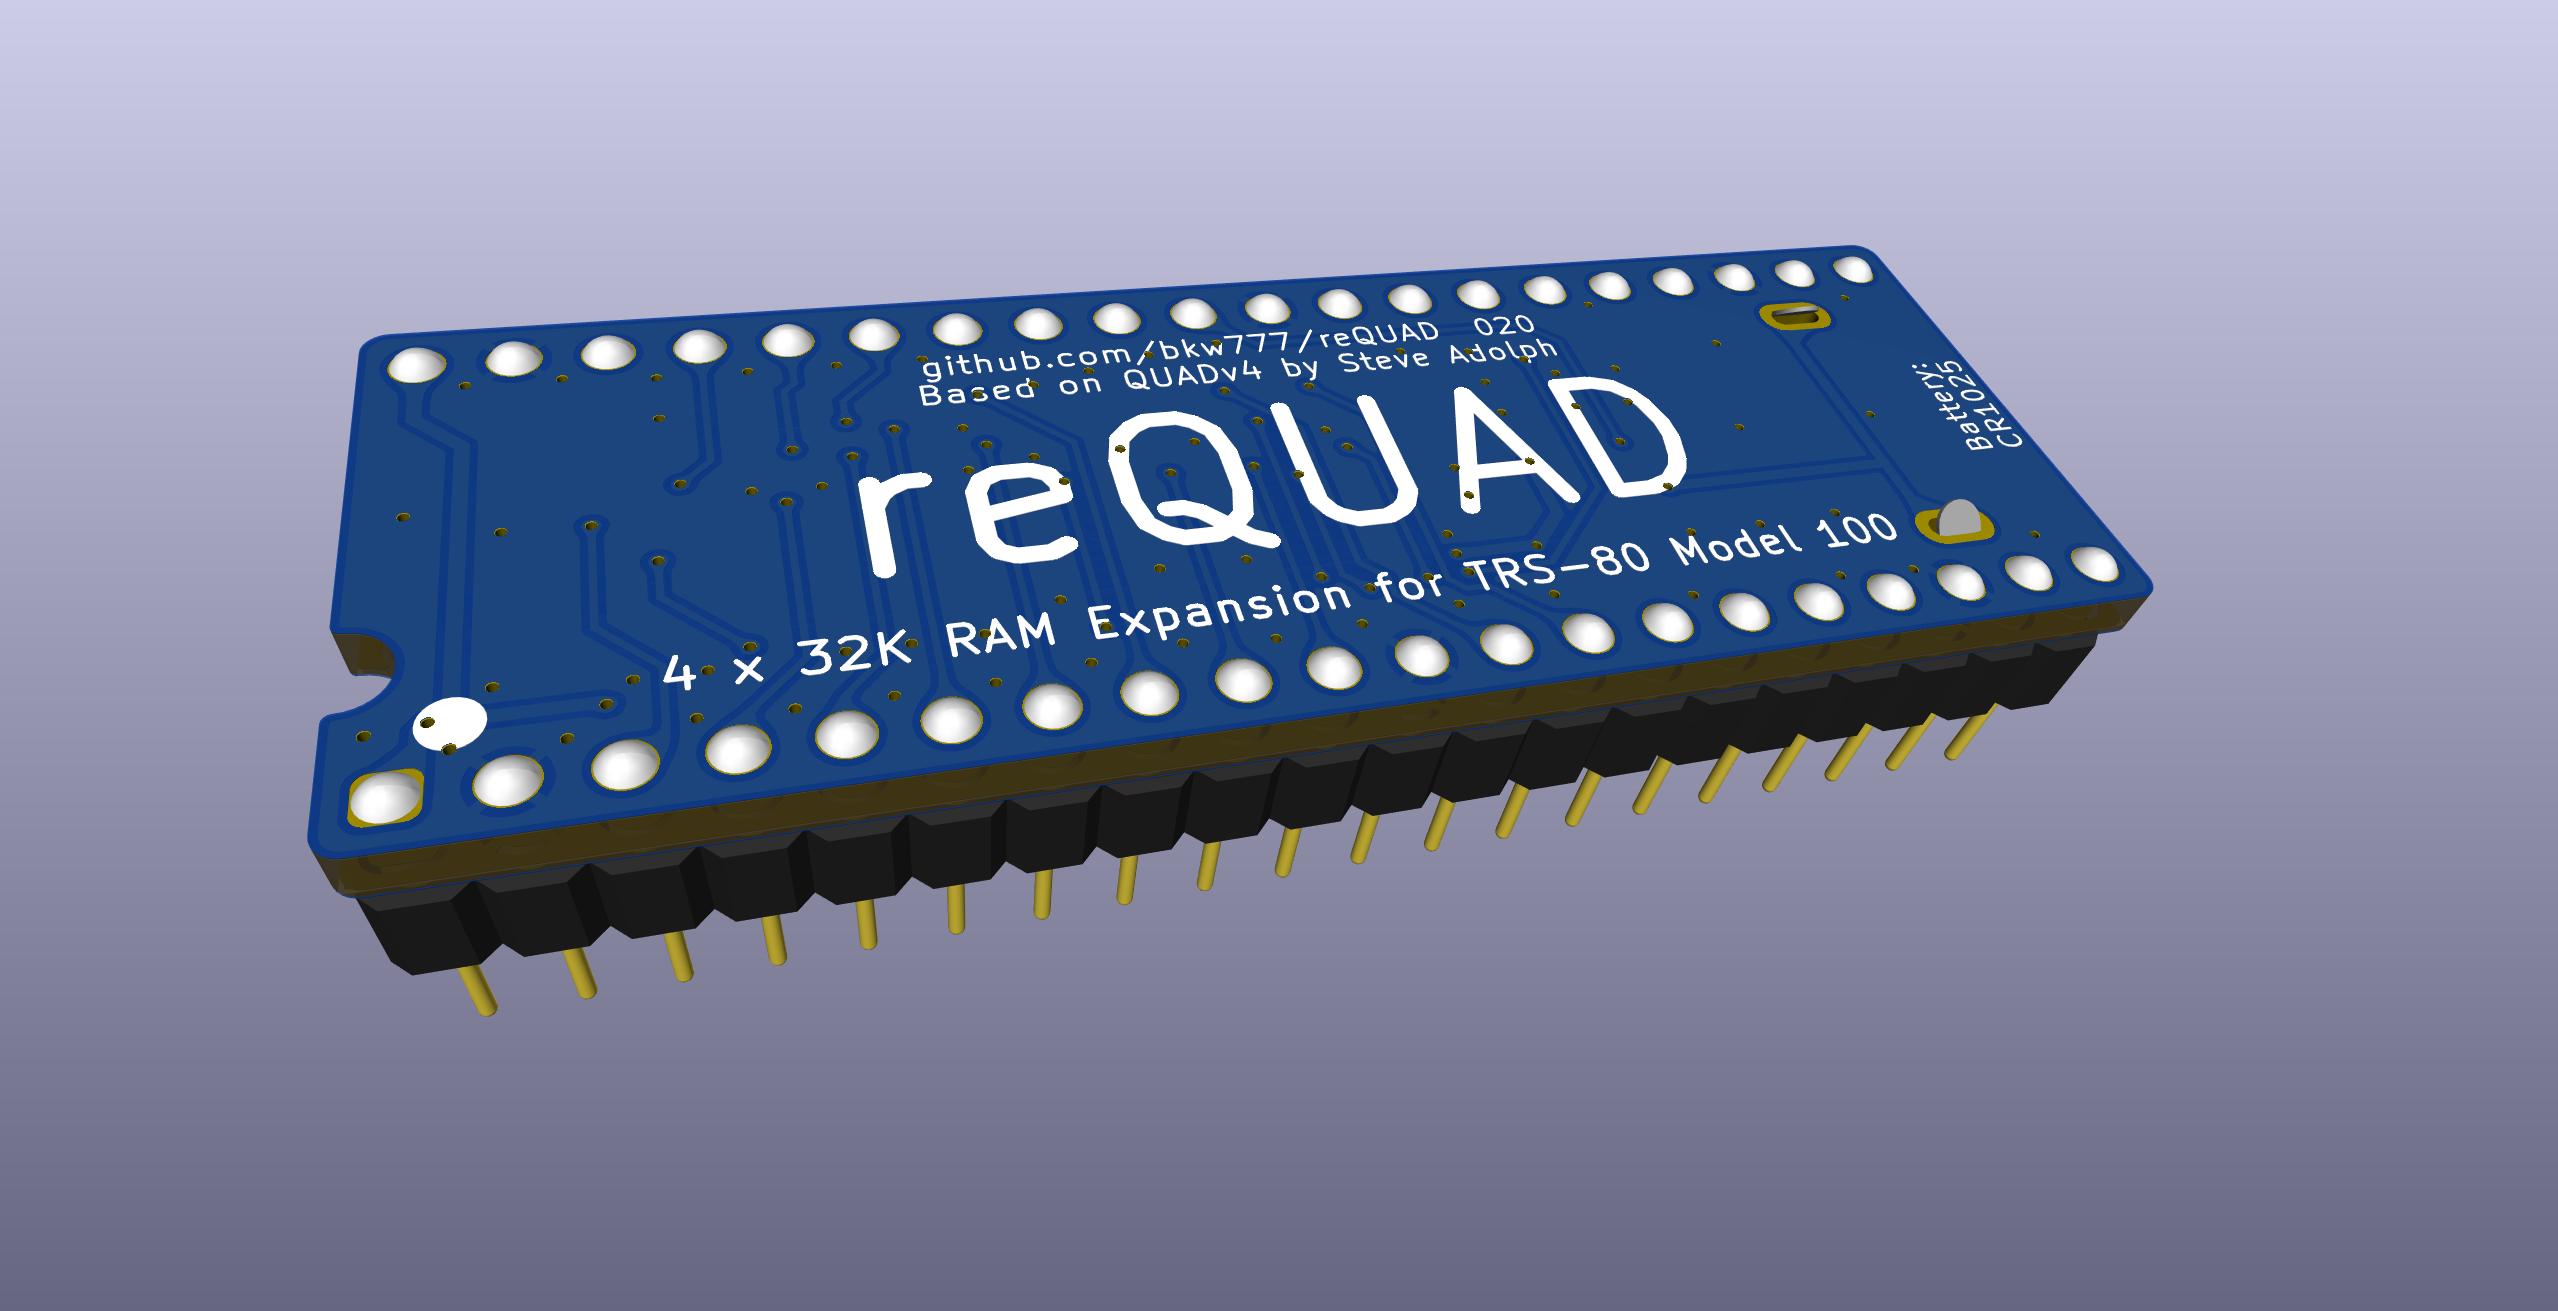 github.com/bkw777/reQUAD 020
Based on QUADv4 by Steve Adolph
reQUAD
4 x 32K RAM Expansion for TRS-80 Model 100
Battery:
CR1025